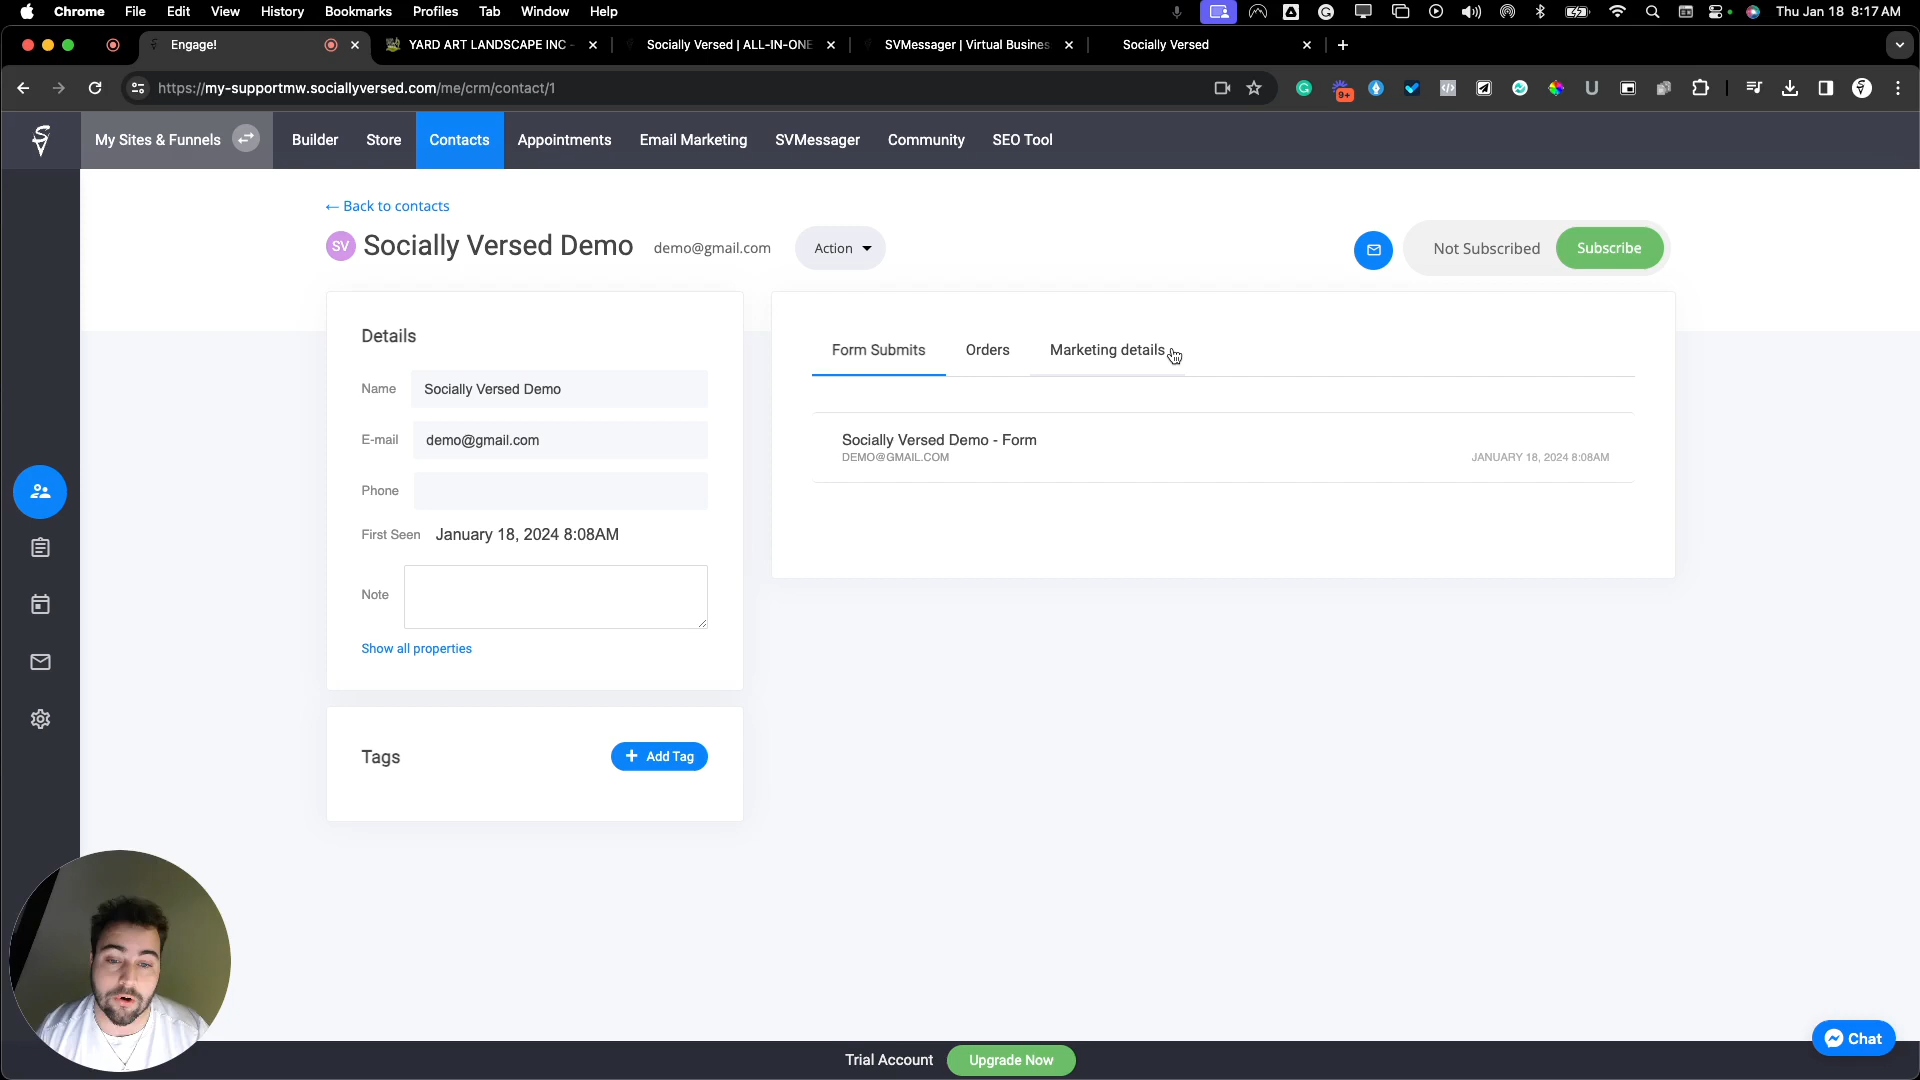 Chrome File Edit View History Bookmarks Profiles Tab Window Help Thu Jan 18 8:17 AM
Engage! YARD ART LANDSCAPE INC - Socially Versed | ALL-IN-ONE SVMessager | Virtual Busines Socially Versed
https://my-supportmw.sociallyversed.com/me/crm/contact/1 9+
My Sites & Funnels Builder Store Contacts Appointments Email Marketing SVMessager Community SEO Tool
← Back to contacts
SV Socially Versed Demo demo@gmail.com Action Not Subscribed Subscribe
Details
Form Submits Orders Marketing details
Name Socially Versed Demo
E-mail demo@gmail.com
Socially Versed Demo - Form
DEMO@GMAIL.COM JANUARY 18, 2024 8:08AM
Phone
First Seen January 18, 2024 8:08AM
Note
Show all properties
Tags + Add Tag
Chat
Trial Account Upgrade Now